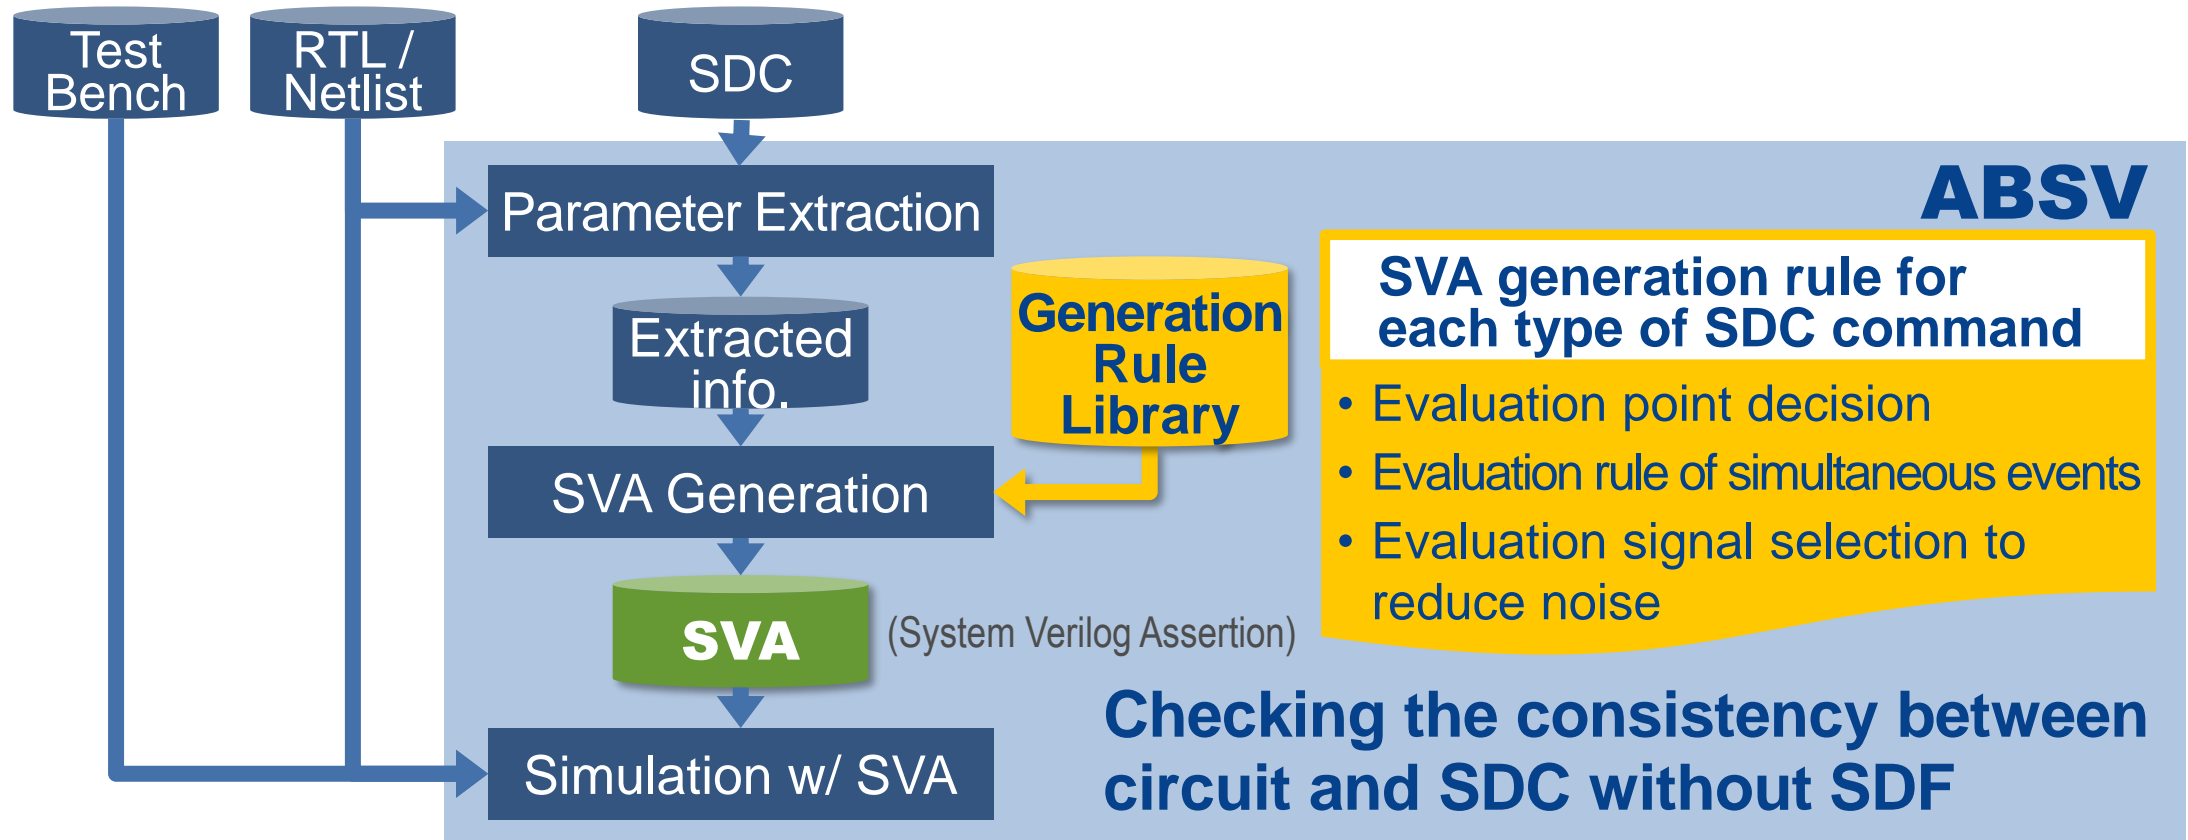 Test
Bench
RTL /
Netlist
SDC
ABSV
Parameter Extraction
Extracted
info.
Generation
Rule
Library
SVA generation rule for
each type of SDC command
• Evaluation point decision
• Evaluation rule of simultaneous events
• Evaluation signal selection to
reduce noise
SVA Generation
SVA
(System Verilog Assertion)
Simulation w/ SVA
Checking the consistency between
circuit and SDC without SDF